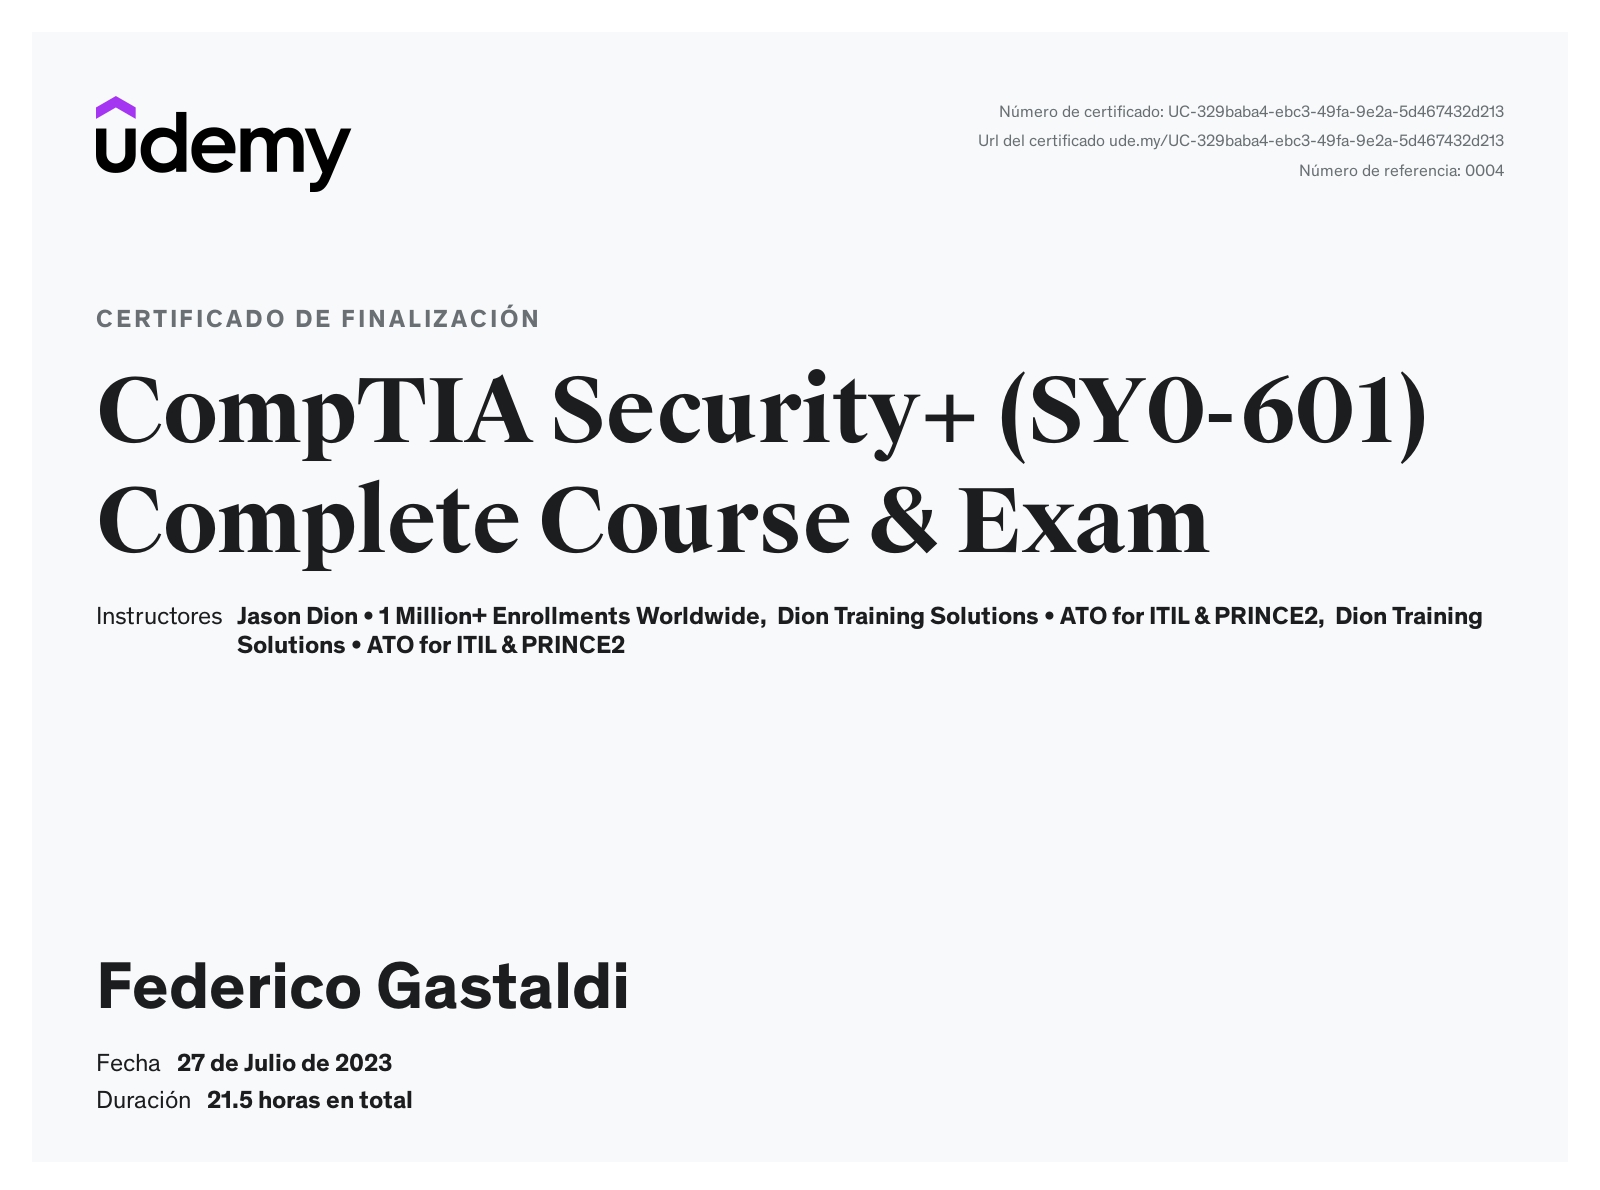 udemy
Número de certificado: UC-329baba4-ebc3-49fa-9e2a-5d467432d213
Url del certificado ude.my/UC-329baba4-ebc3-49fa-9e2a-5d467432d213
Número de referencia: 0004
CERTIFICADO DE FINALIZACIÓN
CompTIA Security+ (SY0-601)
Complete Course & Exam
Instructores Jason Dion • 1 Million+ Enrollments Worldwide, Dion Training Solutions • ATO for ITIL & PRINCE2, Dion Training
Solutions • ATO for ITIL & PRINCE2
Federico Gastaldi
Fecha 27 de Julio de 2023
Duración 21.5 horas en total